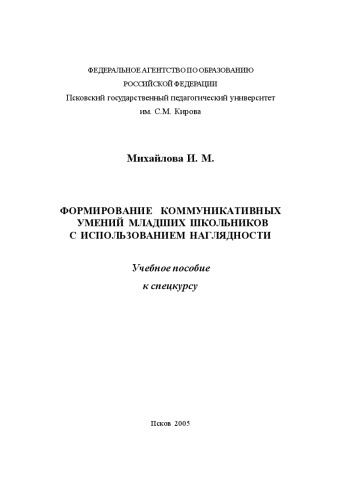 ФЕДЕРАЛЬНОЕ АГЕНТСТВО ПО ОБРАЗОВАНИЮ
РОССИЙСКОЙ ФЕДЕРАЦИИ
Псковский государственный педагогический университет
им. С.М. Кирова
Михайлова И. М.
ФОРМИРОВАНИЕ КОММУНИКАТИВНЫХ
УМЕНИЙ МЛАДШИХ ШКОЛЬНИКОВ
С ИСПОЛЬЗОВАНИЕМ НАГЛЯДНОСТИ
Учебное пособие
к спецкурсу
Псков 2005